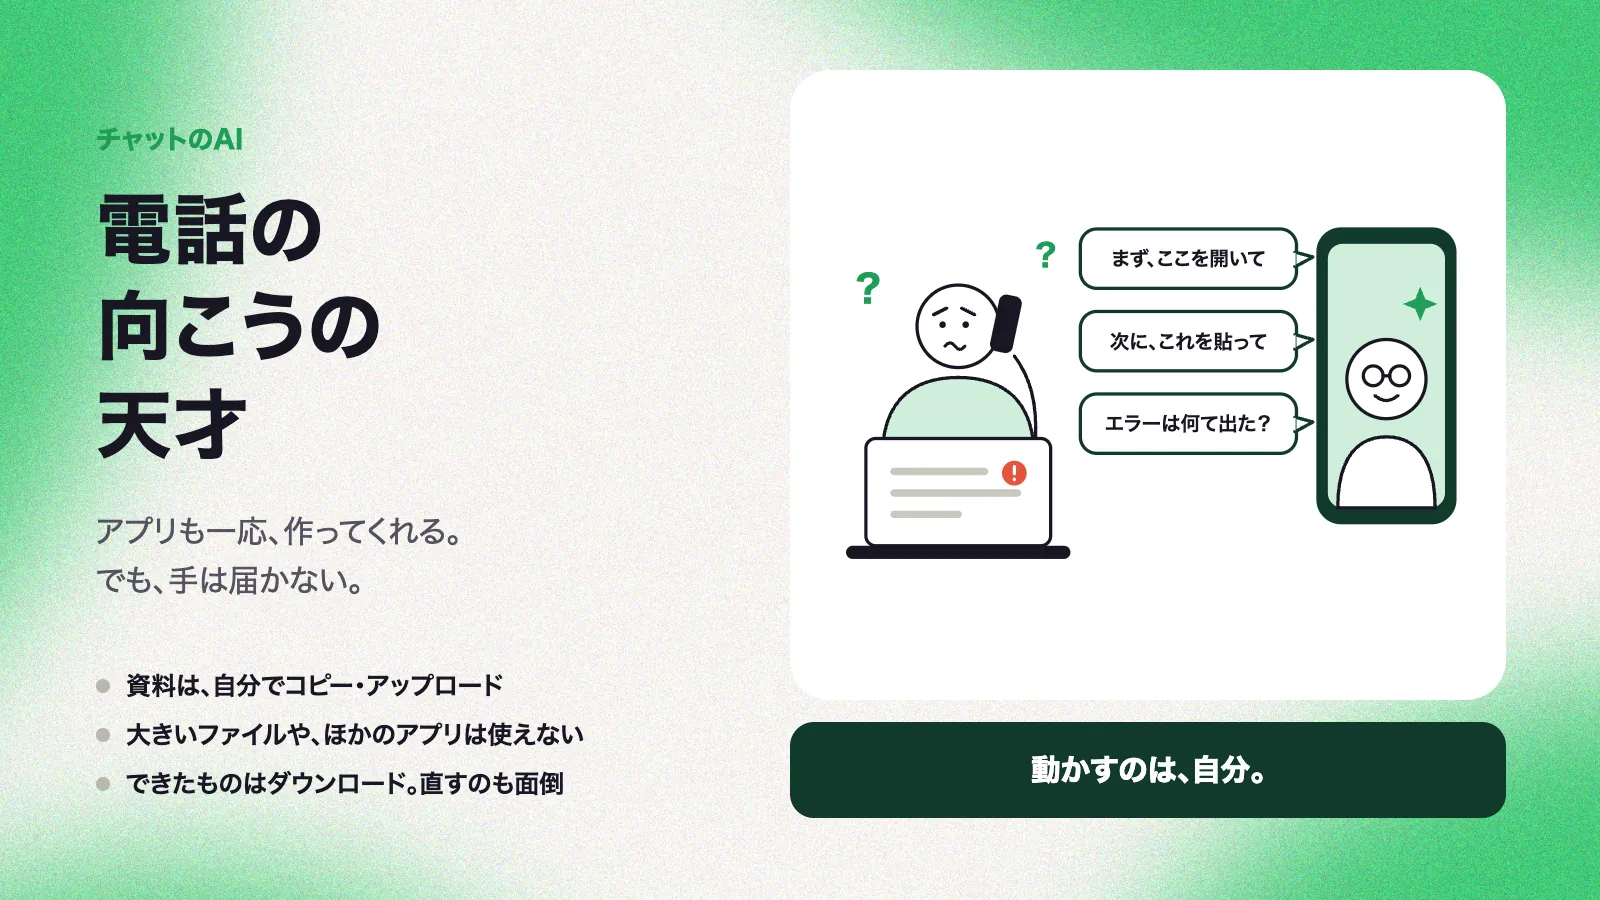 チャットのAI
電話の
向こうの
天才
アプリも一応、作ってくれる。
でも、手は届かない。
資料は、自分でコピー・アップロード
大きいファイルや、ほかのアプリは使えない
できたものはダウンロード。直すのも面倒
?
?
まず、ここを開いて
次に、これを貼って
エラーは何て出た？
!
動かすのは、自分。